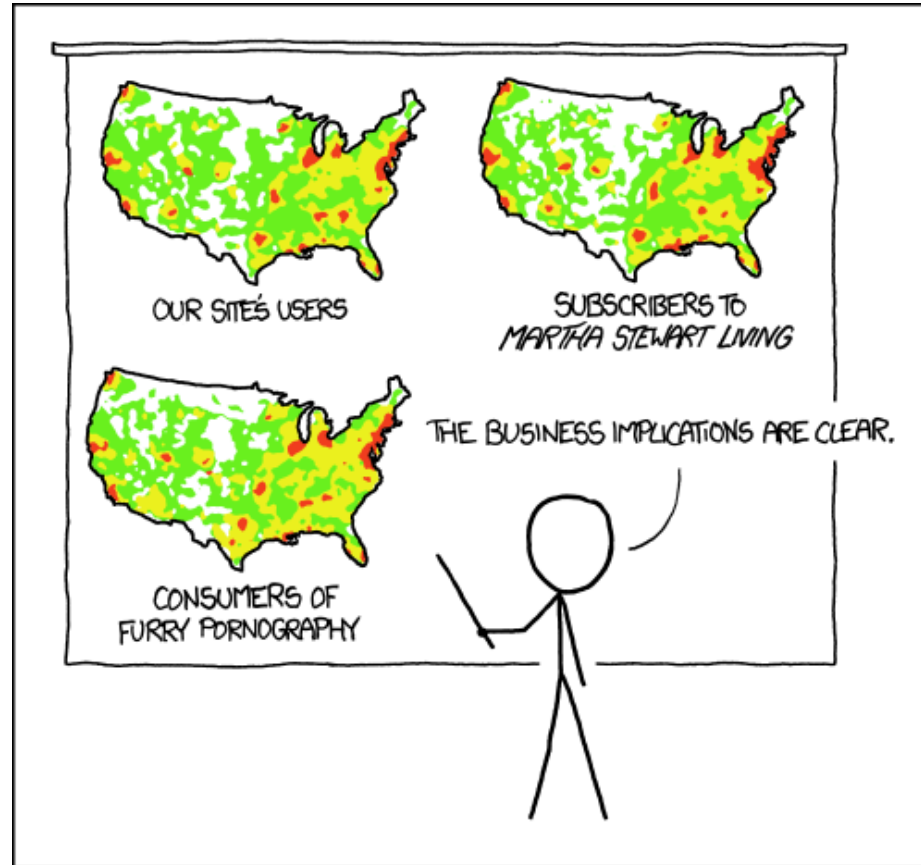 OUR SITE'S USERS
SUBSCRIBERS TO
MARTHA STEWART LIVING
CONSUMERS OF
FURRY PORNOGRAPHY
THE BUSINESS IMPLICATIONS ARE CLEAR.